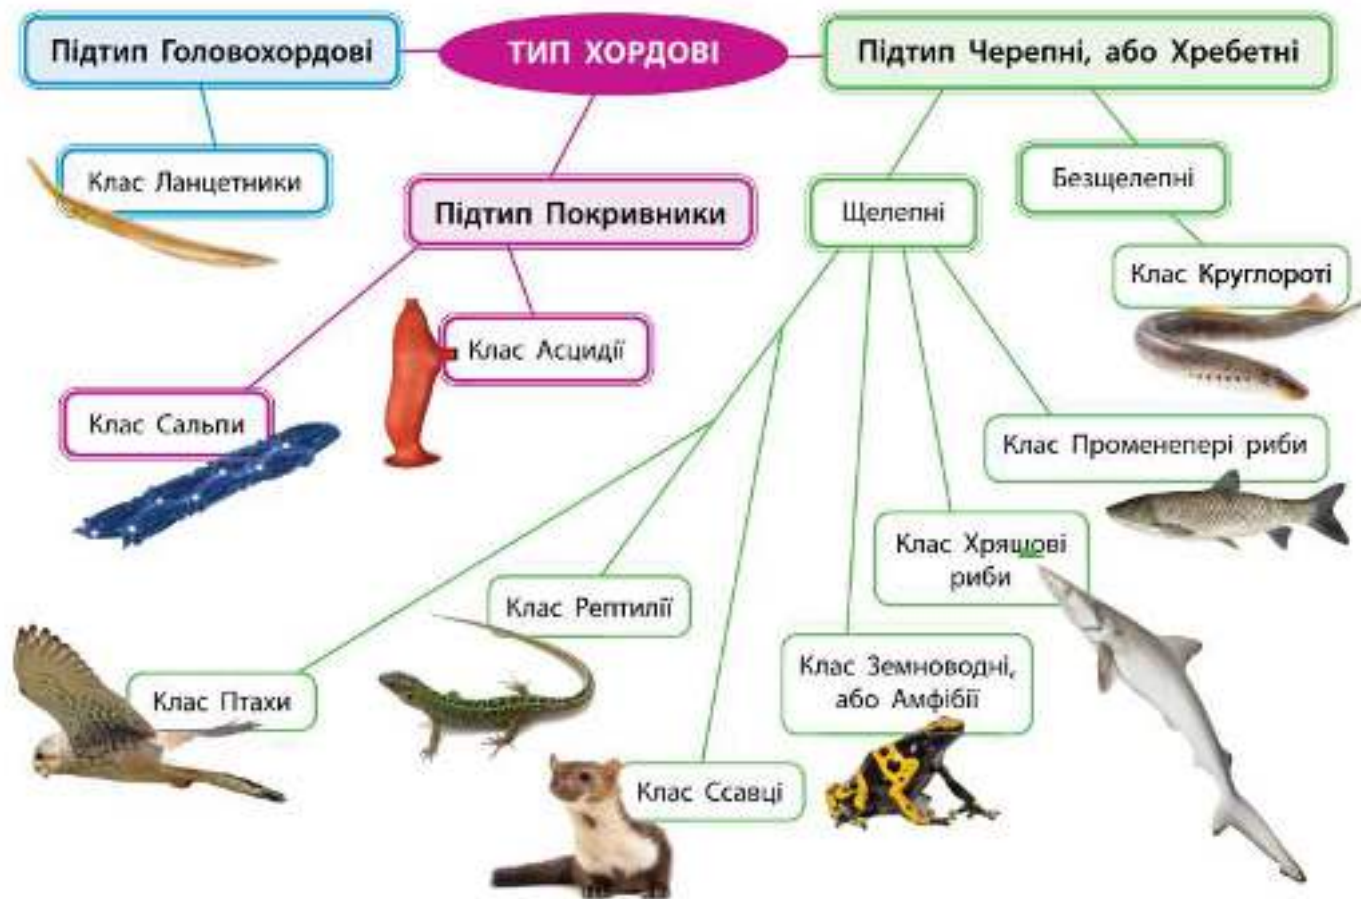 Підтип Головохордові
ТИП ХОРДОВІ
Підтип Черепні, або Хребетні
Клас Ланцетники
Підтип Покривники
Щелепні
Безщелепні
Клас Круглороті
Клас Асцидії
Клас Сальпи
Клас Променепері риби
Клас Хрящові
риби
Клас Рептилії
Клас Земноводні,
або Амфібії
Клас Птахи
Клас Ссавці